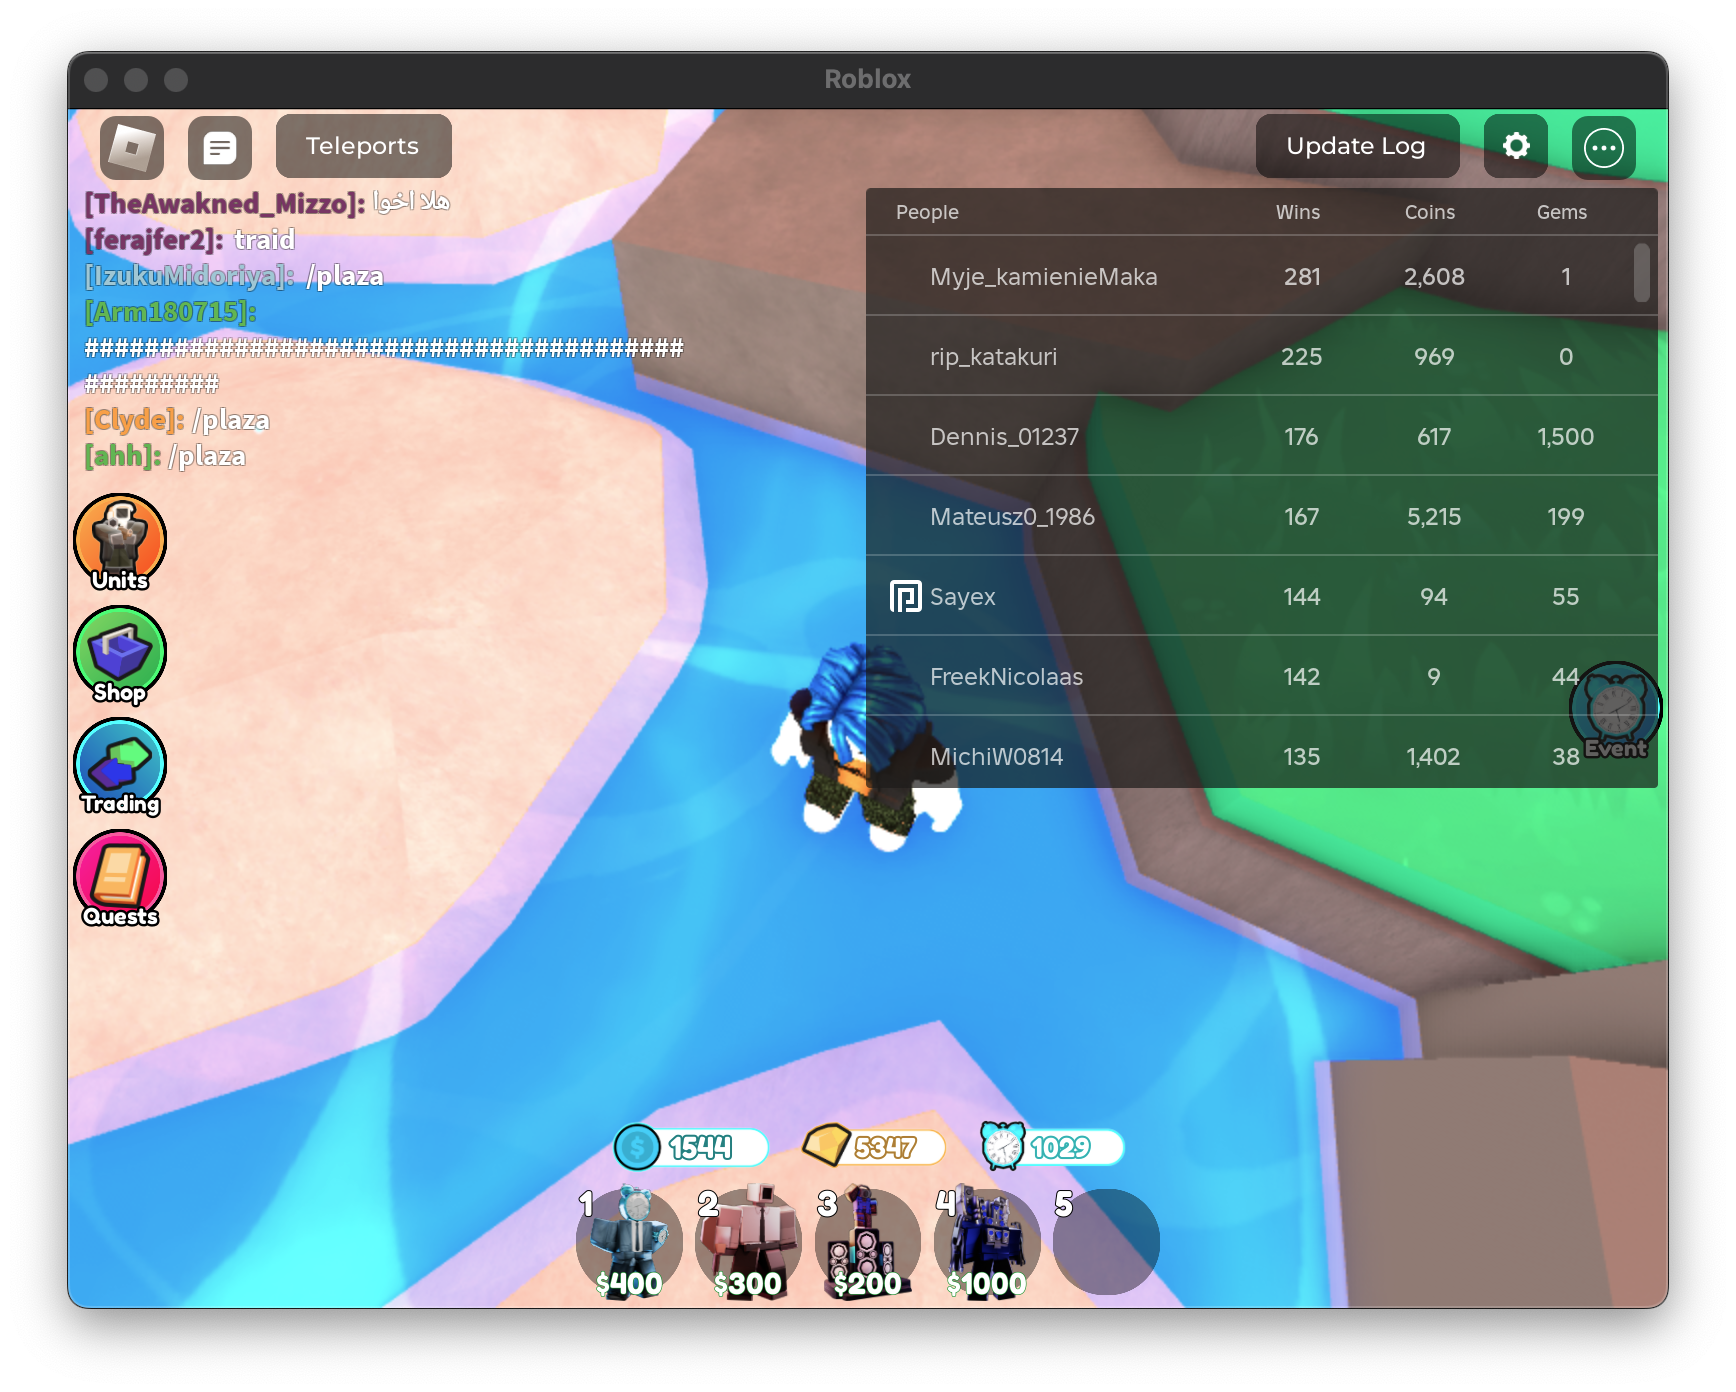 Roblox
Teleports
Update Log
[TheAwakned_Mizzo]: هلا اخوا
[ferajfer2]: traid
[IzukuMidoriya]: /plaza
[Arm180715]:
########################################
#########
[Clyde]: /plaza
[ahh]: /plaza
People Wins Coins Gems
Myje_kamienieMaka 281 2,608 1
rip_katakuri 225 969 0
Dennis_01237 176 617 1,500
Mateusz0_1986 167 5,215 199
Sayex 144 94 55
FreekNicolaas 142 9 44
MichiW0814 135 1,402 38
Units
Shop
Trading
Quests
Event
1544 5347 1029
1 2 3 4 5
$400 $300 $200 $1000